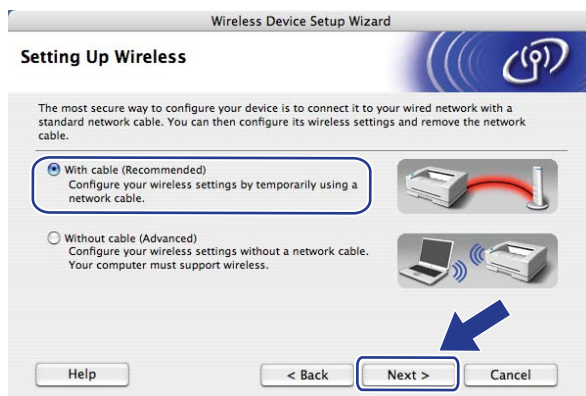 Wireless Device Setup Wizard
Setting Up Wireless
The most secure way to configure your device is to connect it to your wired network with a
standard network cable. You can then configure its wireless settings and remove the network
cable.
With cable (Recommended)
Configure your wireless settings by temporarily using a
network cable.
Without cable (Advanced)
Configure your wireless settings without a network cable.
Your computer must support wireless.
Help
< Back
Next >
Cancel